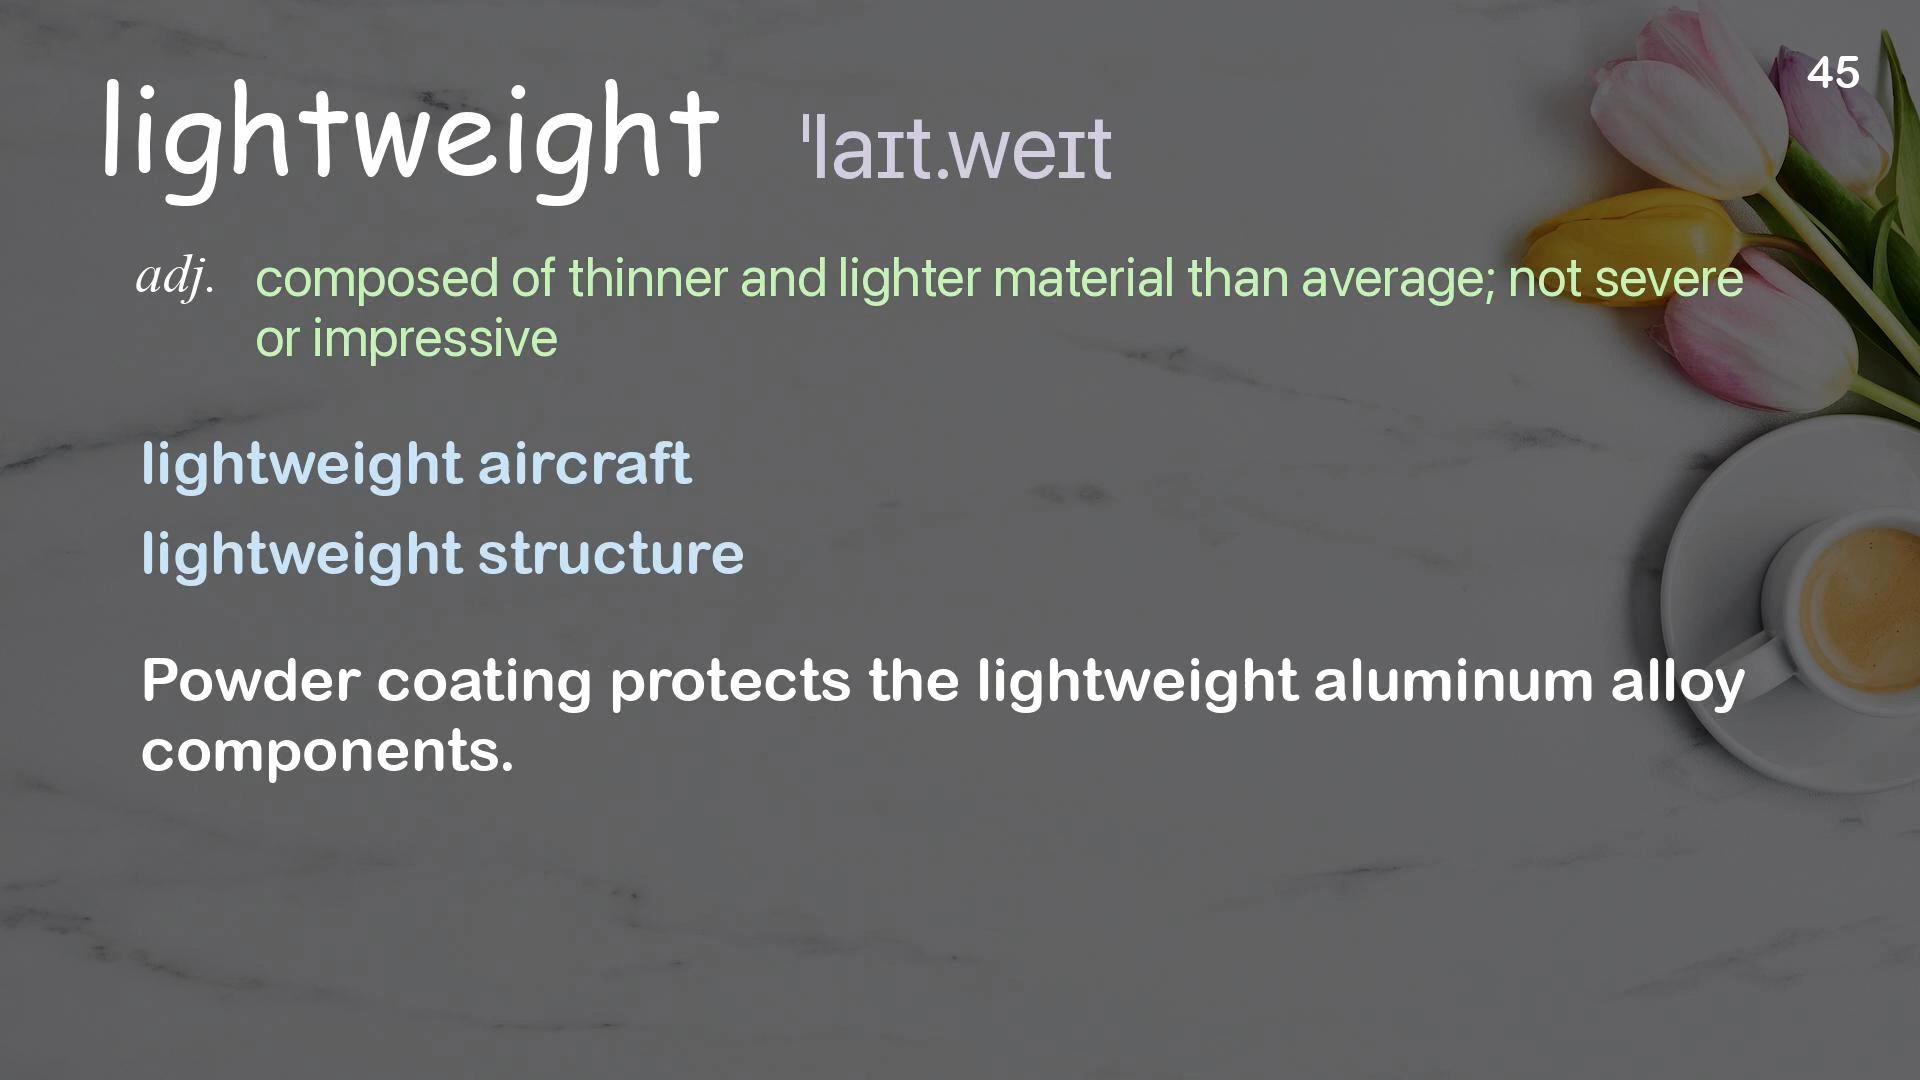 45
lightweight ˈlaɪt.weɪt
adj. composed of thinner and lighter material than average; not severe
or impressive
lightweight aircraft
lightweight structure
Powder coating protects the lightweight aluminum alloy
components.